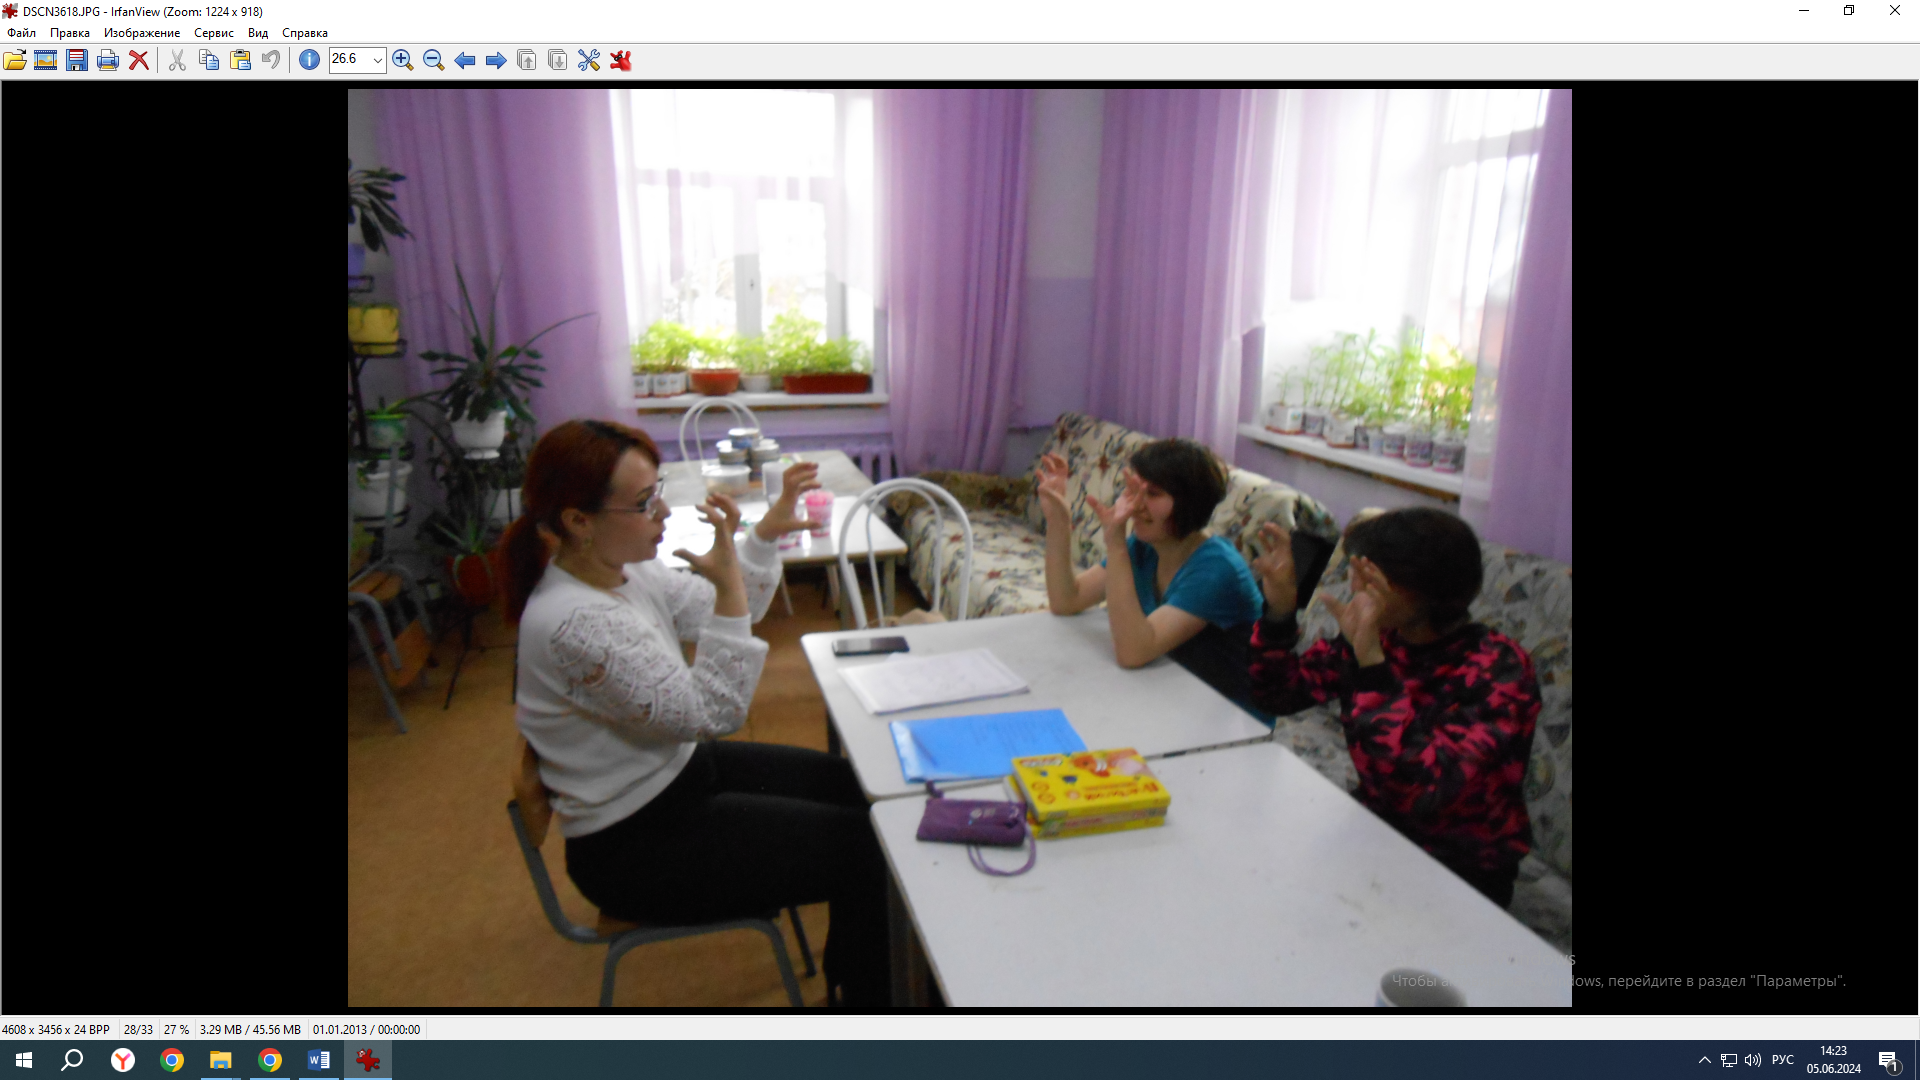 DSCN3618.JPG - IrfanView (Zoom: 1224 x 918)
Файл Правка Изображение Сервис Вид Справка
26.6
dows, перейдите в раздел "Параметры".
4608 x 3456 x 24 BPP 28/33 27 % 3.29 MB / 45.56 MB 01.01.2013 / 00:00:00
РУС
14:23
05.06.2024
1